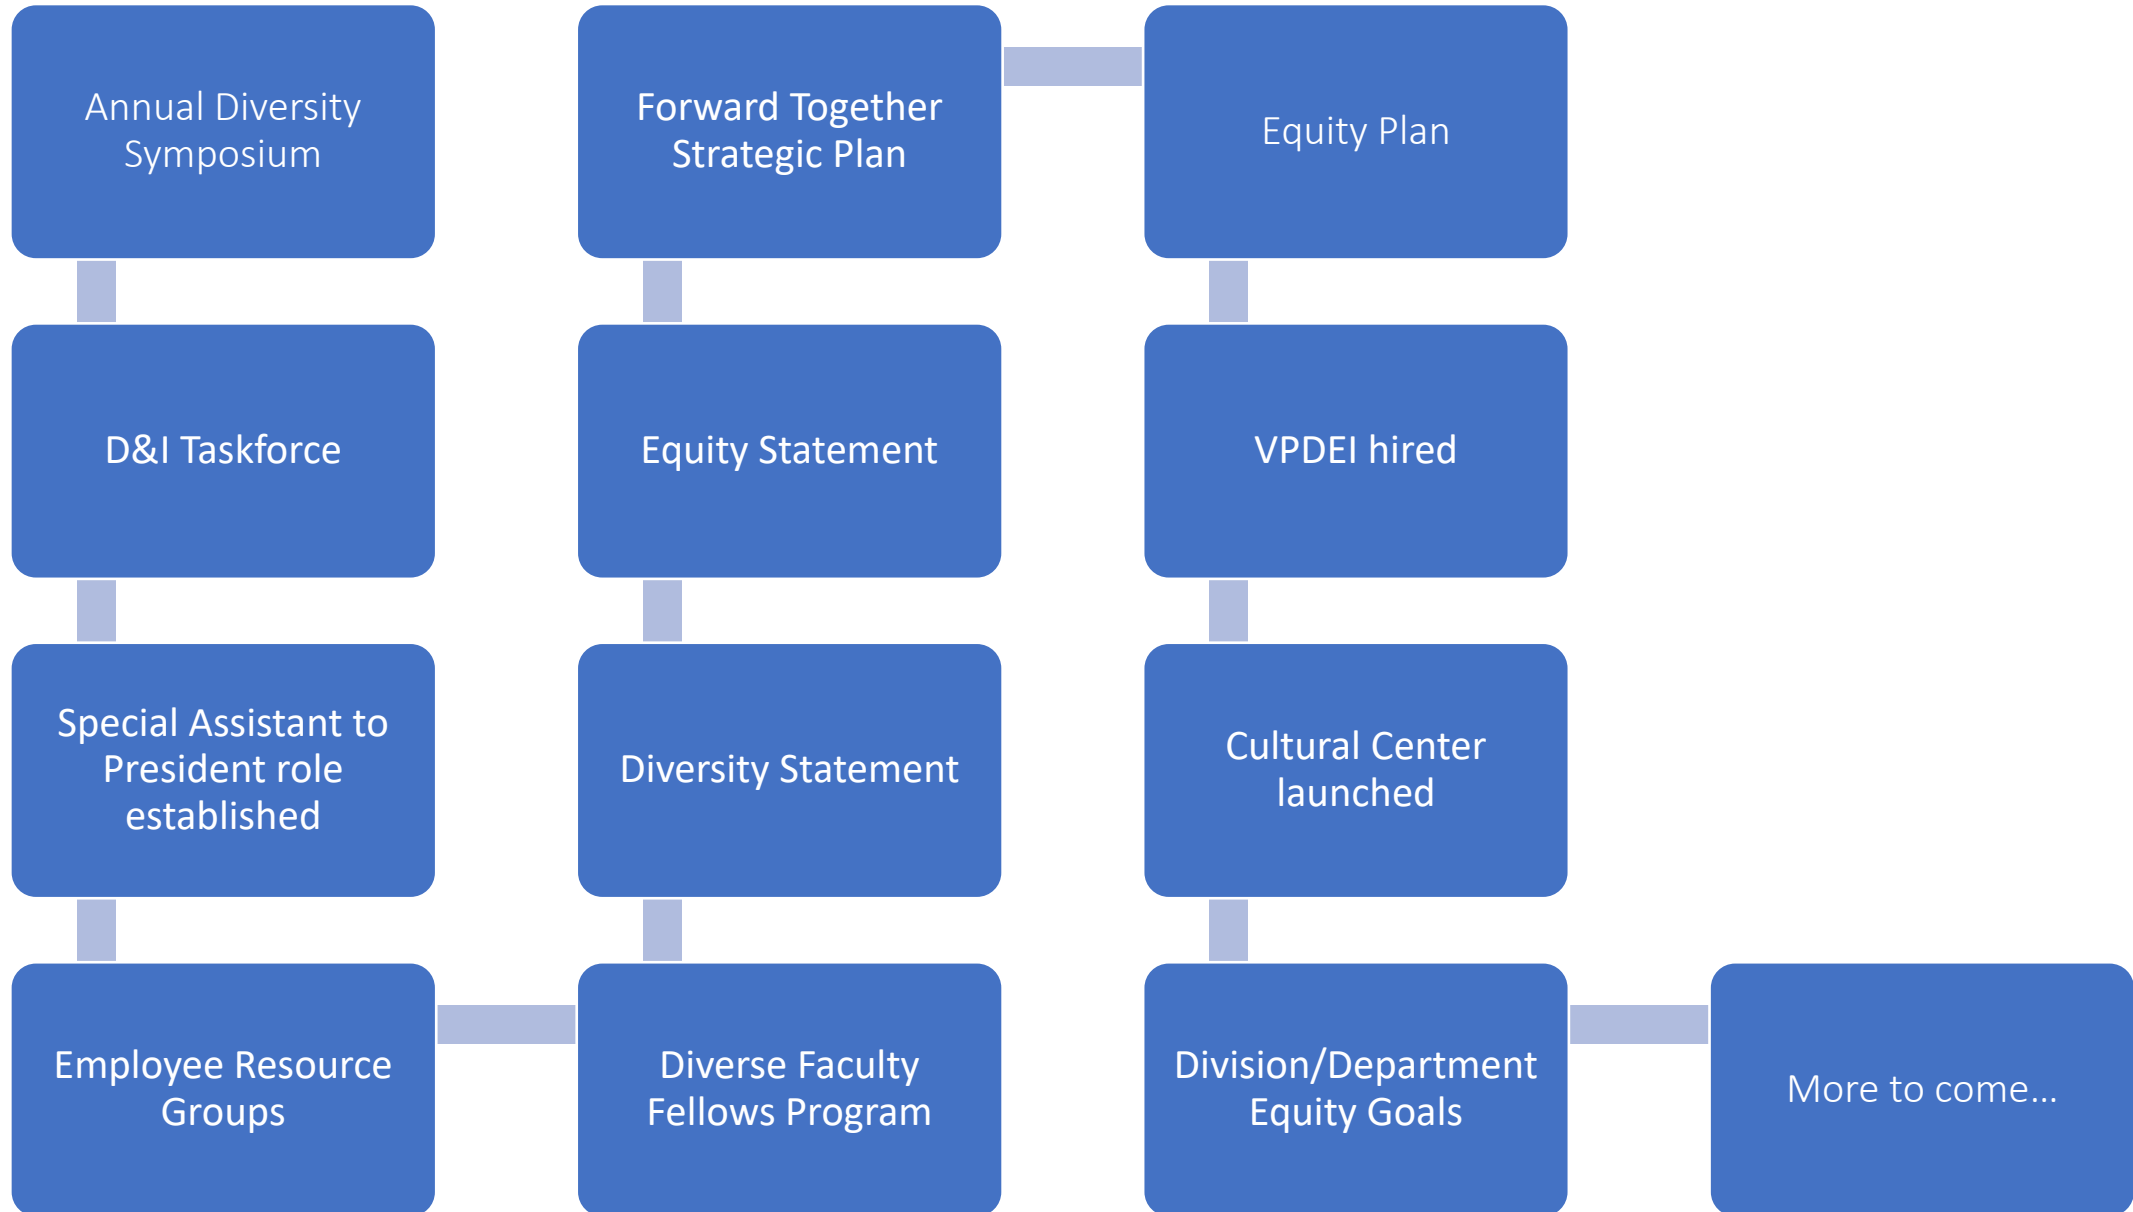 Annual Diversity
Symposium
D&I Taskforce
Special Assistant to
President role
established
Employee Resource
Groups
Diverse Faculty
Fellows Program
Diversity Statement
Equity Statement
Forward Together
Strategic Plan
Equity Plan
VPDEI hired
Cultural Center
launched
Division/Department
Equity Goals
More to come...